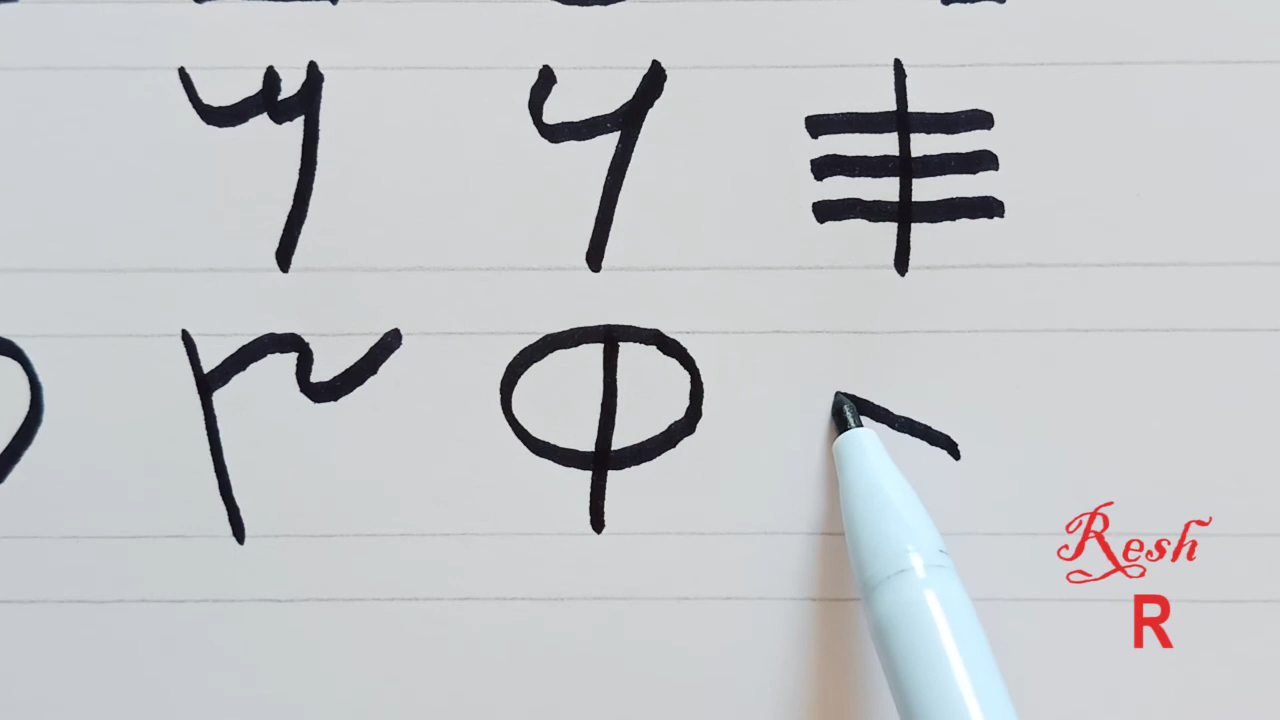 𐤌 𐤍 𐤎
𐤑 𐤒
Resh
R